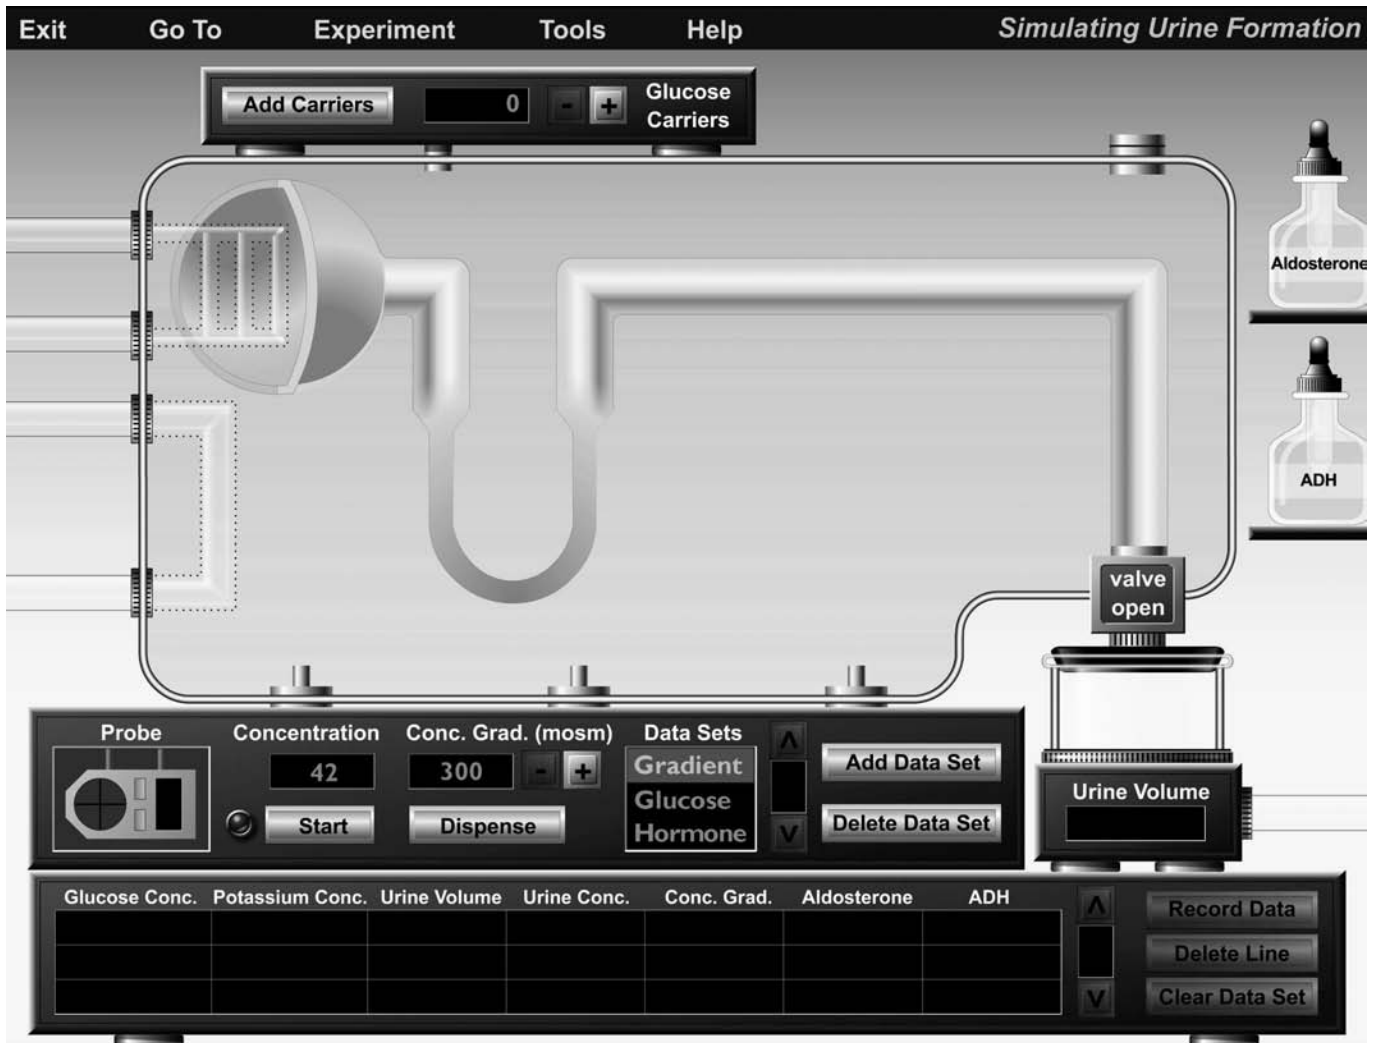 Exit Go To Experiment Tools Help Simulating Urine Formation
Add Carriers 0 - + Glucose
Carriers
Aldosterone
ADH
valve
open
Probe Concentration Conc. Grad. (mosm) Data Sets
42 300 - + Gradient Add Data Set
Glucose
Start Dispense Hormone Delete Data Set
Urine Volume
Glucose Conc. Potassium Conc. Urine Volume Urine Conc. Conc. Grad. Aldosterone ADH
Record Data
Delete Line
Clear Data Set